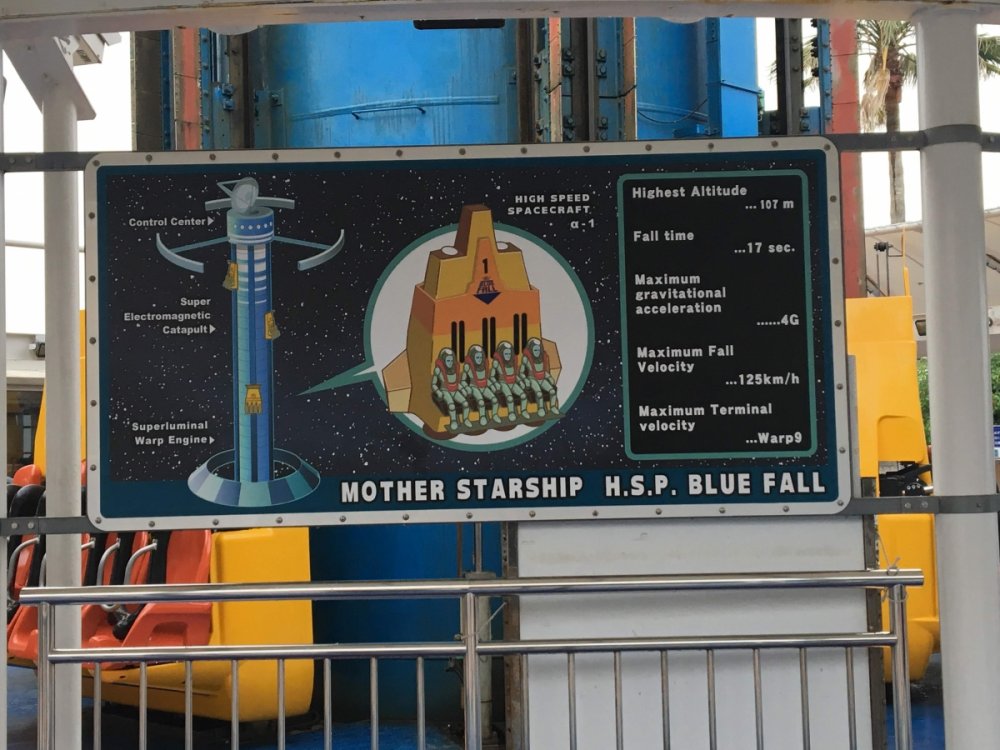 Control Center
Super
Electromagnetic
Catapult
Superluminal
Warp Engine
HIGH SPEED
SPACECRAFT
α-1
1
Highest Altitude
... 107 m
Fall time
...17 sec.
Maximum
gravitational
acceleration
......4G
Maximum Fall
Velocity
...125km/h
Maximum Terminal
velocity
...Warp9
MOTHER STARSHIP H.S.P. BLUE FALL